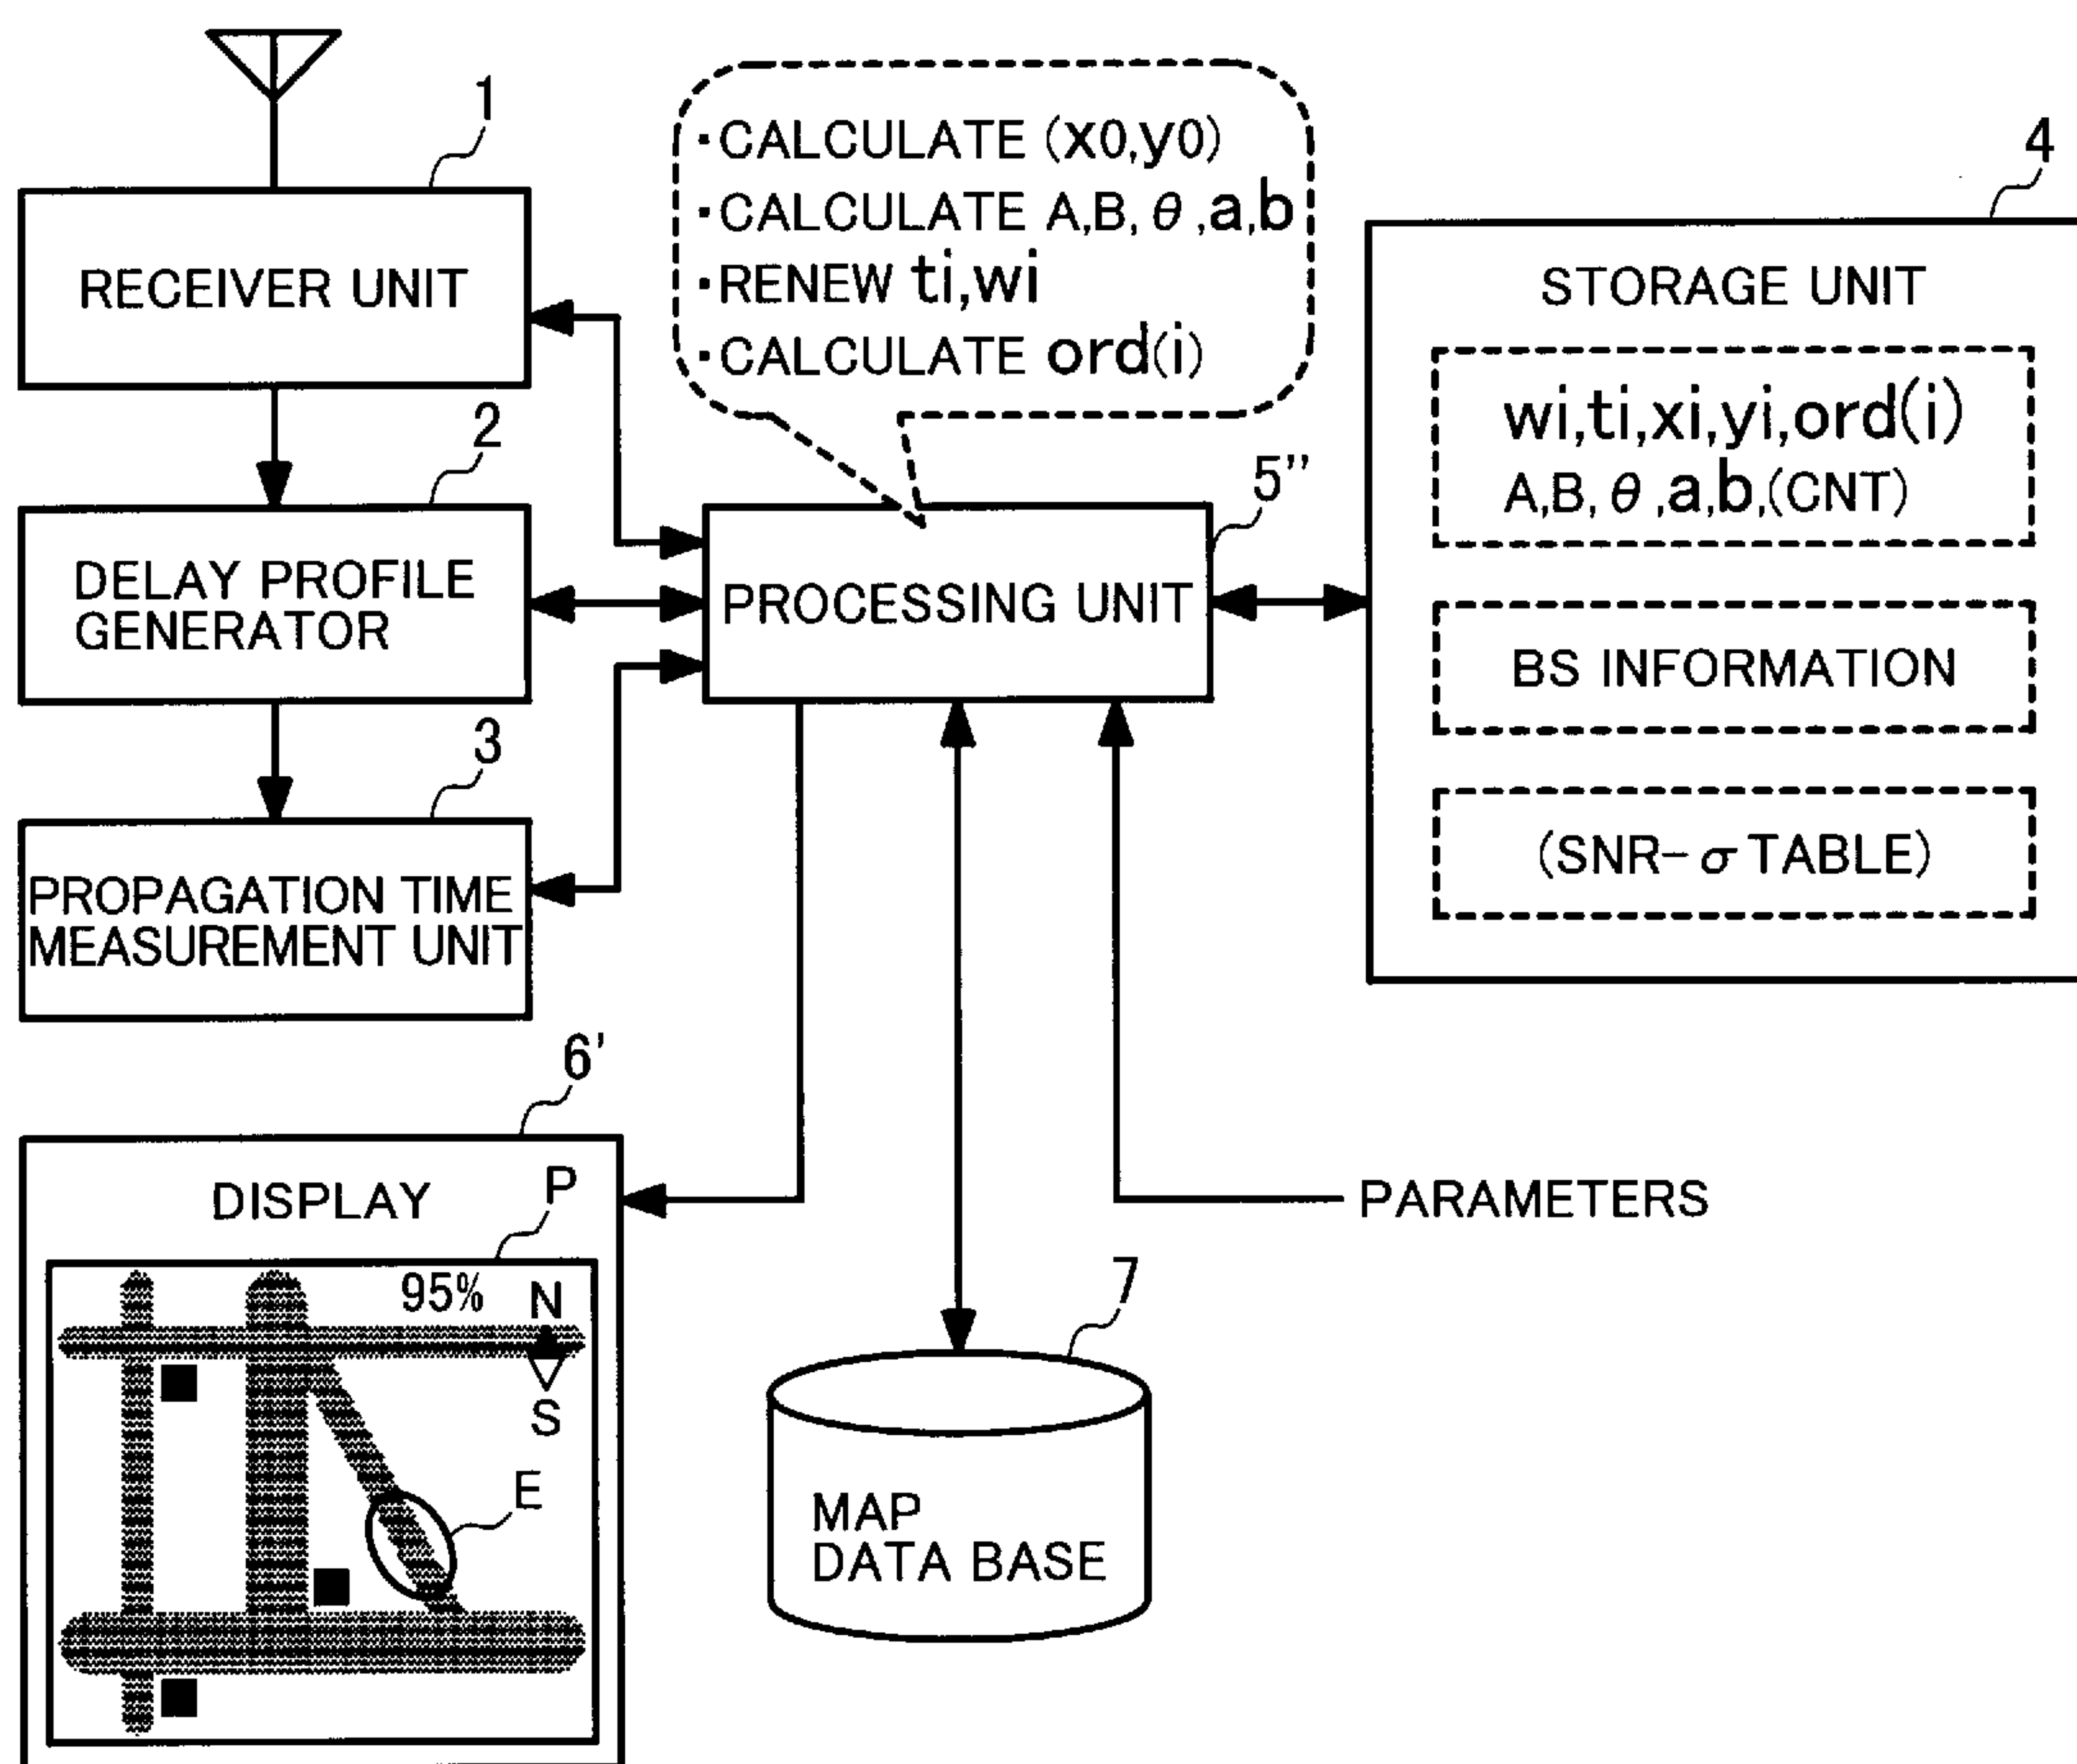 1
RECEIVER UNIT
2
DELAY PROFILE
GENERATOR
3
PROPAGATION TIME
MEASUREMENT UNIT
·CALCULATE (x0,y0)
·CALCULATE A,B, θ ,a,b
·RENEW ti,wi
·CALCULATE ord(i)
5''
PROCESSING UNIT
4
STORAGE UNIT
wi,ti,xi,yi,ord(i)
A,B, θ ,a,b,(CNT)
BS INFORMATION
(SNR- σ TABLE)
6'
DISPLAY
P
95%
N
S
E
7
MAP
DATA BASE
PARAMETERS